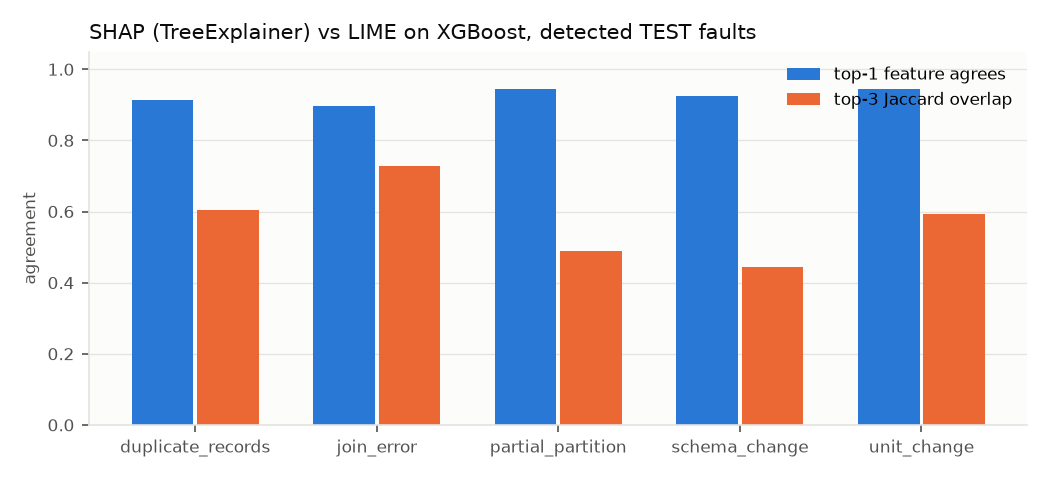 SHAP (TreeExplainer) vs LIME on XGBoost, detected TEST faults
top-1 feature agrees
top-3 Jaccard overlap
agreement
1.0
0.8
0.6
0.4
0.2
0.0
duplicate_records
join_error
partial_partition
schema_change
unit_change